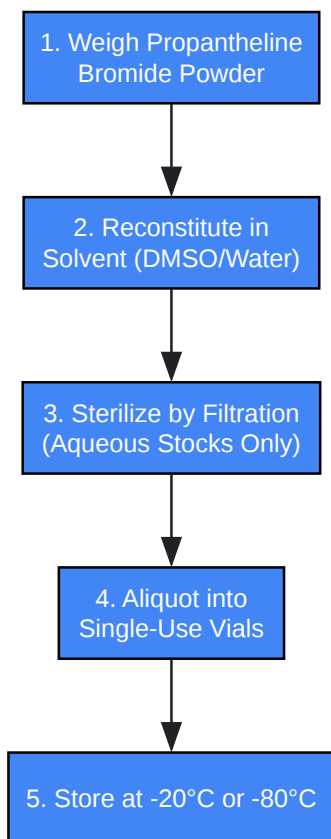 1. Weigh Propantheline
Bromide Powder
2. Reconstitute in
Solvent (DMSO/Water)
3. Sterilize by Filtration
(Aqueous Stocks Only)
4. Aliquot into
Single-Use Vials
5. Store at -20°C or -80°C